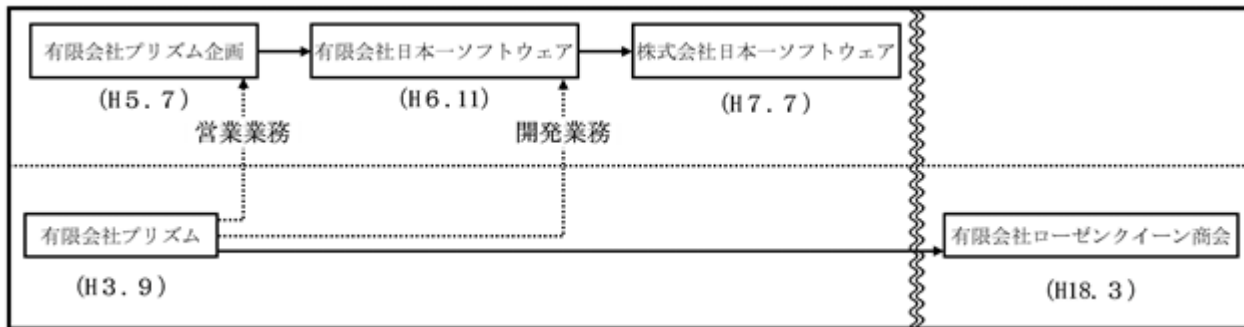 有限会社プリズム企画
有限会社日本一ソフトウェア
株式会社日本一ソフトウェア
(H5.7)
(H6.11)
(H7.7)
営業業務
開発業務
有限会社プリズム
有限会社ローゼンクイーン商会
(H3.9)
(H18.3)